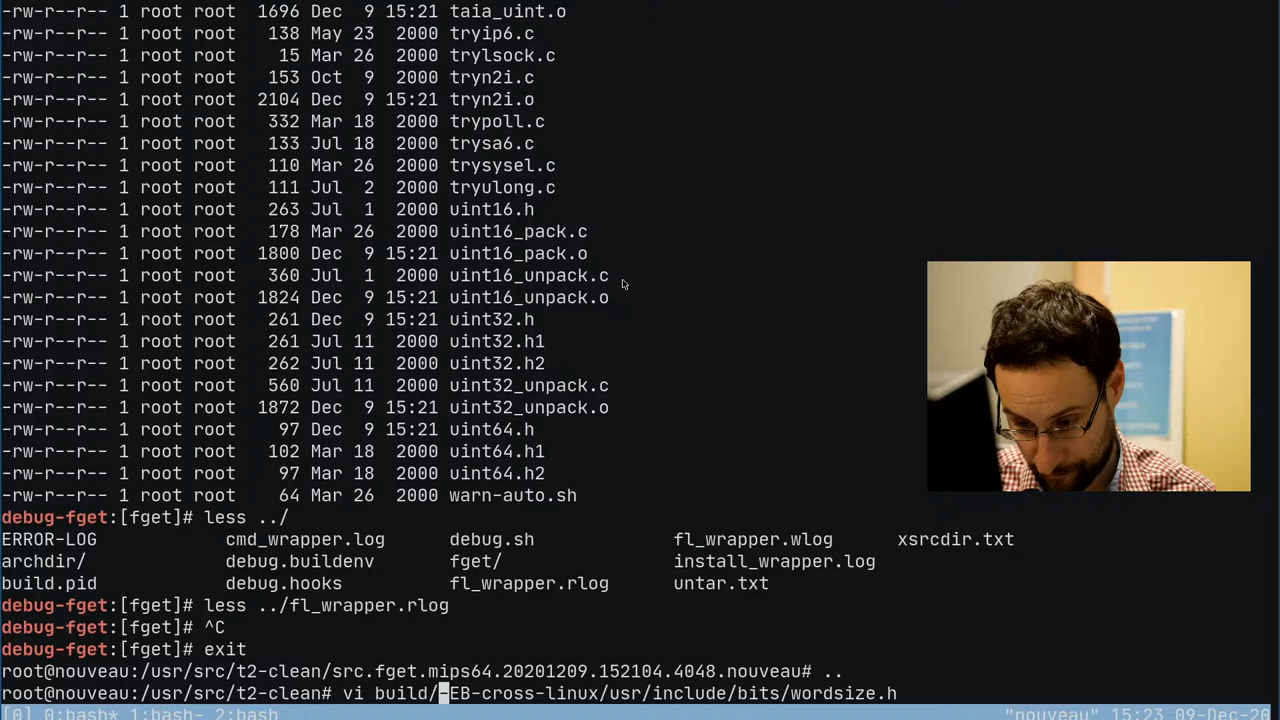 -rw-r--r-- 1 root root 1696 Dec 9 15:21 taia_uint.o
-rw-r--r-- 1 root root 138 May 23 2000 tryip6.c
-rw-r--r-- 1 root root 15 Mar 26 2000 trylsock.c
-rw-r--r-- 1 root root 153 Oct 9 2000 tryn2i.c
-rw-r--r-- 1 root root 2104 Dec 9 15:21 tryn2i.o
-rw-r--r-- 1 root root 332 Mar 18 2000 trypoll.c
-rw-r--r-- 1 root root 133 Jul 18 2000 trysa6.c
-rw-r--r-- 1 root root 110 Mar 26 2000 trysysel.c
-rw-r--r-- 1 root root 111 Jul 2 2000 tryulong.c
-rw-r--r-- 1 root root 263 Jul 1 2000 uint16.h
-rw-r--r-- 1 root root 178 Mar 26 2000 uint16_pack.c
-rw-r--r-- 1 root root 1800 Dec 9 15:21 uint16_pack.o
-rw-r--r-- 1 root root 360 Jul 1 2000 uint16_unpack.c
-rw-r--r-- 1 root root 1824 Dec 9 15:21 uint16_unpack.o
-rw-r--r-- 1 root root 261 Dec 9 15:21 uint32.h
-rw-r--r-- 1 root root 261 Jul 11 2000 uint32.h1
-rw-r--r-- 1 root root 262 Jul 11 2000 uint32.h2
-rw-r--r-- 1 root root 560 Jul 11 2000 uint32_unpack.c
-rw-r--r-- 1 root root 1872 Dec 9 15:21 uint32_unpack.o
-rw-r--r-- 1 root root 97 Dec 9 15:21 uint64.h
-rw-r--r-- 1 root root 102 Mar 18 2000 uint64.h1
-rw-r--r-- 1 root root 97 Mar 18 2000 uint64.h2
-rw-r--r-- 1 root root 64 Mar 26 2000 warn-auto.sh
debug-fget:[fget]# less ../
ERROR-LOG cmd_wrapper.log debug.sh fl_wrapper.wlog xsrcdir.txt
archdir/ debug.buildenv fget/ install_wrapper.log
build.pid debug.hooks fl_wrapper.rlog untar.txt
debug-fget:[fget]# less ../fl_wrapper.rlog
debug-fget:[fget]# ^C
debug-fget:[fget]# exit
root@nouveau:/usr/src/t2-clean/src.fget.mips64.20201209.152104.4048.nouveau# ..
root@nouveau:/usr/src/t2-clean# vi build/-EB-cross-linux/usr/include/bits/wordsize.h
[0] 0:bash* 1:bash- 2:bash "nouveau" 15:23 09-Dec-20